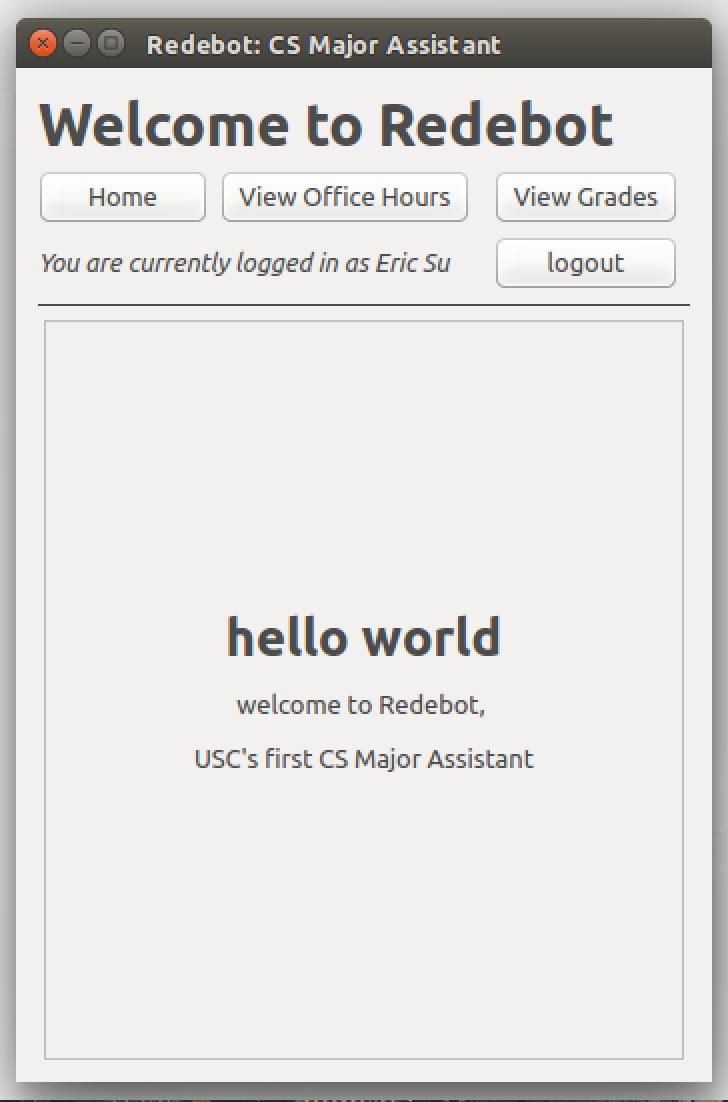 Redebot: CS Major Assistant
Welcome to Redebot
Home View Office Hours View Grades
You are currently logged in as Eric Su logout
hello world
welcome to Redebot,
USC's first CS Major Assistant